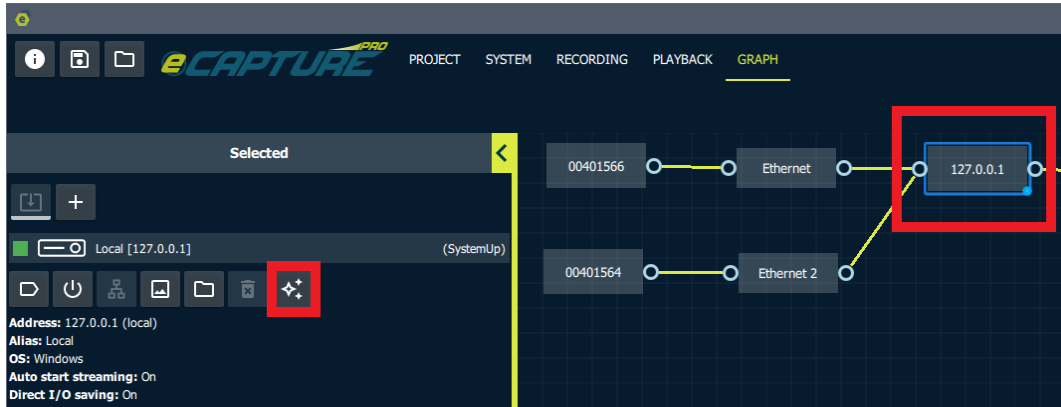 e
eCAPTURE PRO PROJECT SYSTEM RECORDING PLAYBACK GRAPH
Selected
Local [127.0.0.1] (SystemUp)
Address: 127.0.0.1 (local)
Alias: Local
OS: Windows
Auto start streaming: On
Direct I/O saving: On
00401566 Ethernet 127.0.0.1
00401564 Ethernet 2